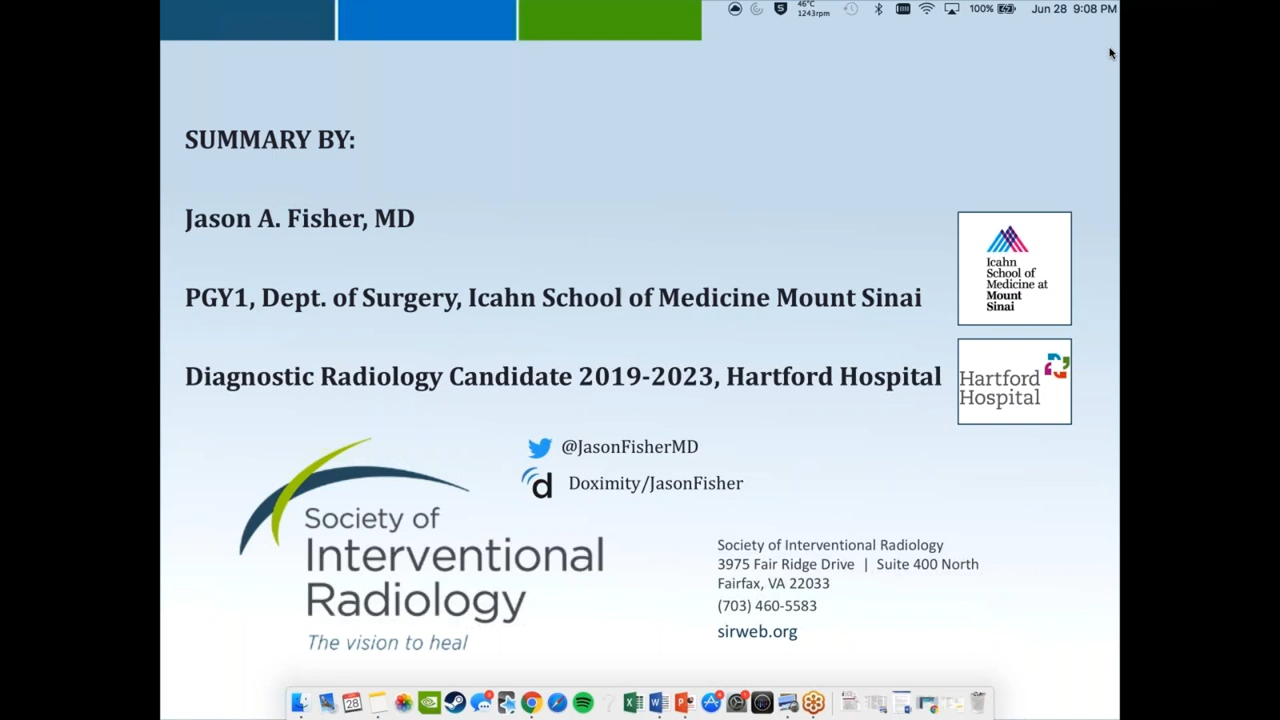 46°C
1243rpm
100%
Jun 28 9:08 PM
SUMMARY BY:
Jason A. Fisher, MD
PGY1, Dept. of Surgery, Icahn School of Medicine Mount Sinai
Diagnostic Radiology Candidate 2019-2023, Hartford Hospital
Icahn
School of
Medicine at
Mount
Sinai
Hartford
Hospital
@JasonFisherMD
d Doximity/JasonFisher
Society of
Interventional
Radiology
The vision to heal
Society of Interventional Radiology
3975 Fair Ridge Drive | Suite 400 North
Fairfax, VA 22033
(703) 460-5583
sirweb.org
28